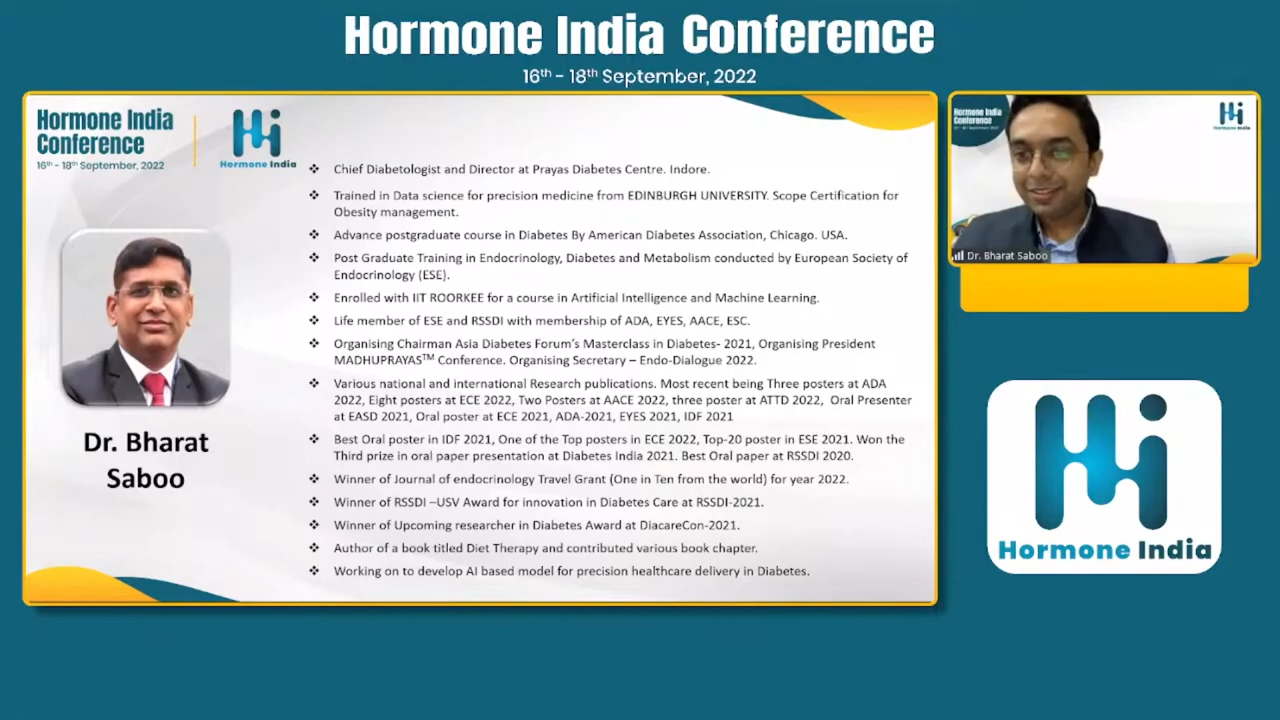 Hormone India Conference
16th - 18th September, 2022
Hormone India
Conference
16th - 18th September, 2022
Hormone India
Dr. Bharat
Saboo
❖ Chief Diabetologist and Director at Prayas Diabetes Centre. Indore.
❖ Trained in Data science for precision medicine from EDINBURGH UNIVERSITY. Scope Certification for
Obesity management.
❖ Advance postgraduate course in Diabetes By American Diabetes Association, Chicago. USA.
❖ Post Graduate Training in Endocrinology, Diabetes and Metabolism conducted by European Society of
Endocrinology (ESE).
❖ Enrolled with IIT ROORKEE for a course in Artificial Intelligence and Machine Learning.
❖ Life member of ESE and RSSDI with membership of ADA, EYES, AACE, ESC.
❖ Organising Chairman Asia Diabetes Forum's Masterclass in Diabetes- 2021, Organising President
MADHUPRAYAS™ Conference. Organising Secretary – Endo-Dialogue 2022.
❖ Various national and international Research publications. Most recent being Three posters at ADA
2022, Eight posters at ECE 2022, Two Posters at AACE 2022, three poster at ATTD 2022, Oral Presenter
at EASD 2021, Oral poster at ECE 2021, ADA-2021, EYES 2021, IDF 2021
❖ Best Oral poster in IDF 2021, One of the Top posters in ECE 2022, Top-20 poster in ESE 2021. Won the
Third prize in oral paper presentation at Diabetes India 2021. Best Oral paper at RSSDI 2020.
❖ Winner of Journal of endocrinology Travel Grant (One in Ten from the world) for year 2022.
❖ Winner of RSSDI –USV Award for innovation in Diabetes Care at RSSDI-2021.
❖ Winner of Upcoming researcher in Diabetes Award at DiacareCon-2021.
❖ Author of a book titled Diet Therapy and contributed various book chapter.
❖ Working on to develop AI based model for precision healthcare delivery in Diabetes.
Hormone India
Conference
Hormone India
Dr. Bharat Saboo
Hormone India